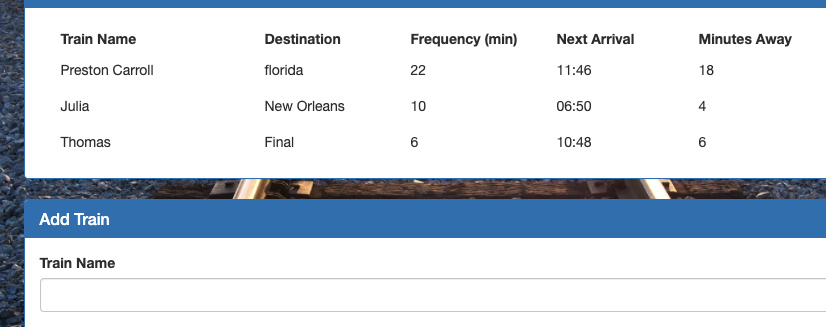 Train Name Destination Frequency (min) Next Arrival Minutes Away
Preston Carroll florida 22 11:46 18
Julia New Orleans 10 06:50 4
Thomas Final 6 10:48 6
Add Train
Train Name